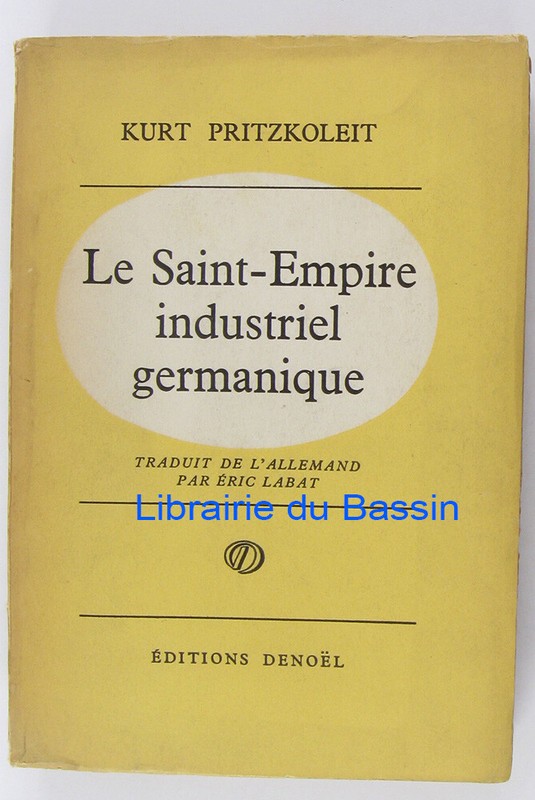 KURT PRITZKOLEIT
Le Saint-Empire
industriel
germanique
TRADUIT DE L'ALLEMAND
PAR ÉRIC LABAT
Librairie du Bassin
ÉDITIONS DENOËL